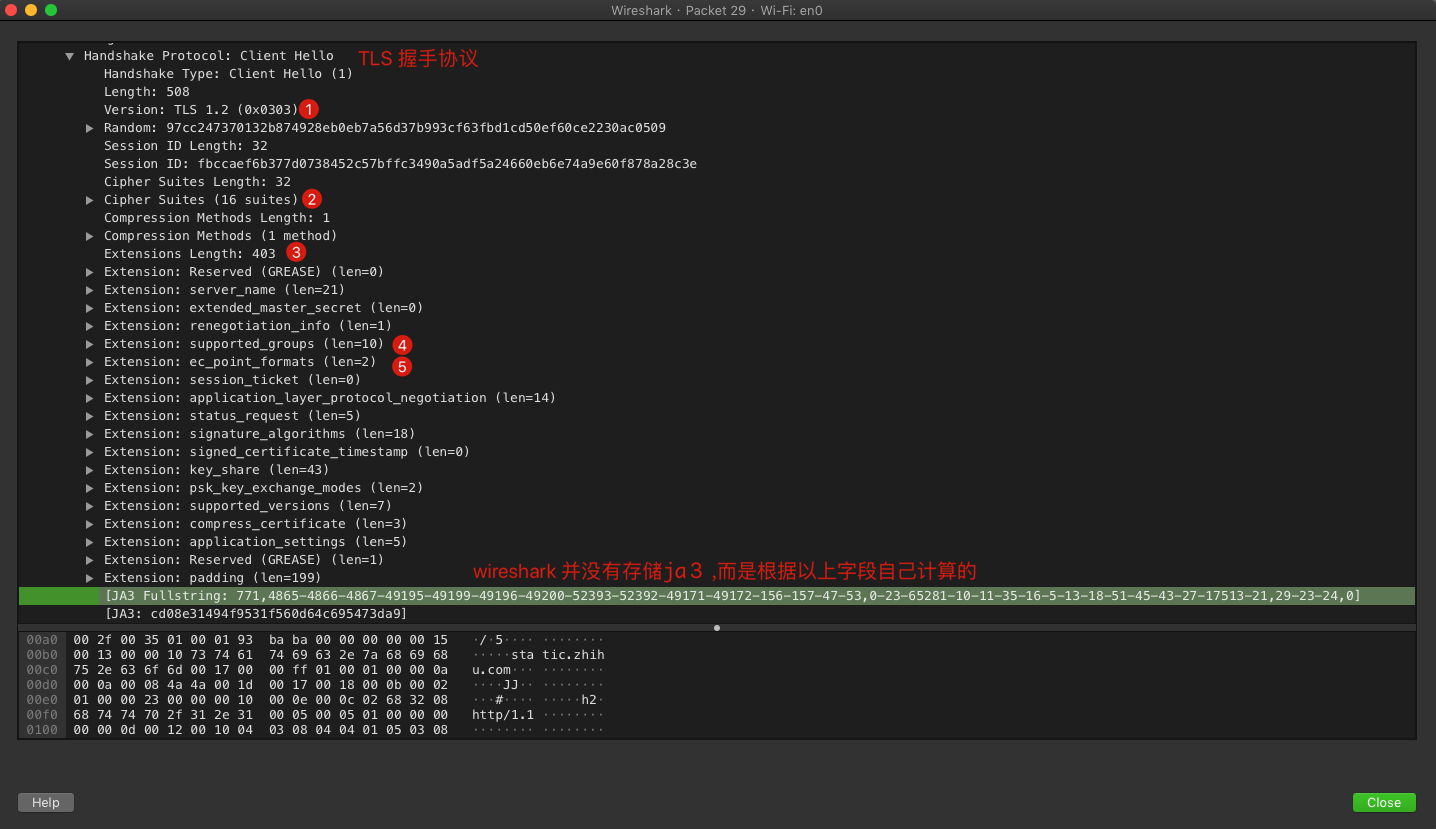 Wireshark · Packet 29 · Wi-Fi: en0
Handshake Protocol: Client Hello TLS 握手协议
Handshake Type: Client Hello (1)
Length: 508
Version: TLS 1.2 (0x0303) 1
Random: 97cc247370132b874928eb0eb7a56d37b993cf63fbd1cd50ef60ce2230ac0509
Session ID Length: 32
Session ID: fbccaef6b377d0738452c57bffc3490a5adf5a24660eb6e74a9e60f878a28c3e
Cipher Suites Length: 32
Cipher Suites (16 suites) 2
Compression Methods Length: 1
Compression Methods (1 method)
Extensions Length: 403 3
Extension: Reserved (GREASE) (len=0)
Extension: server_name (len=21)
Extension: extended_master_secret (len=0)
Extension: renegotiation_info (len=1)
Extension: supported_groups (len=10) 4
Extension: ec_point_formats (len=2) 5
Extension: session_ticket (len=0)
Extension: application_layer_protocol_negotiation (len=14)
Extension: status_request (len=5)
Extension: signature_algorithms (len=18)
Extension: signed_certificate_timestamp (len=0)
Extension: key_share (len=43)
Extension: psk_key_exchange_modes (len=2)
Extension: supported_versions (len=7)
Extension: compress_certificate (len=3)
Extension: application_settings (len=5)
Extension: Reserved (GREASE) (len=1)
wireshark 并没有存储ja３ ,而是根据以上字段自己计算的
Extension: padding (len=199)
[JA3 Fullstring: 771,4865-4866-4867-49195-49199-49196-49200-52393-52392-49171-49172-156-157-47-53,0-23-65281-10-11-35-16-5-13-18-51-45-43-27-17513-21,29-23-24,0]
[JA3: cd08e31494f9531f560d64c695473da9]
00a0 00 2f 00 35 01 00 01 93 ba ba 00 00 00 00 00 15 ·/·5···· ········
00b0 00 13 00 00 10 73 74 61 74 69 63 2e 7a 68 69 68 ·····sta tic.zhih
00c0 75 2e 63 6f 6d 00 17 00 00 ff 01 00 01 00 00 0a u.com··· ········
00d0 00 0a 00 08 4a 4a 00 1d 00 17 00 18 00 0b 00 02 ····JJ·· ········
00e0 01 00 00 23 00 00 00 10 00 0e 00 0c 02 68 32 08 ···#···· ·····h2·
00f0 68 74 74 70 2f 31 2e 31 00 05 00 05 01 00 00 00 http/1.1 ········
0100 00 00 0d 00 12 00 10 04 03 08 04 04 01 05 03 08 ········ ········
Help
Close